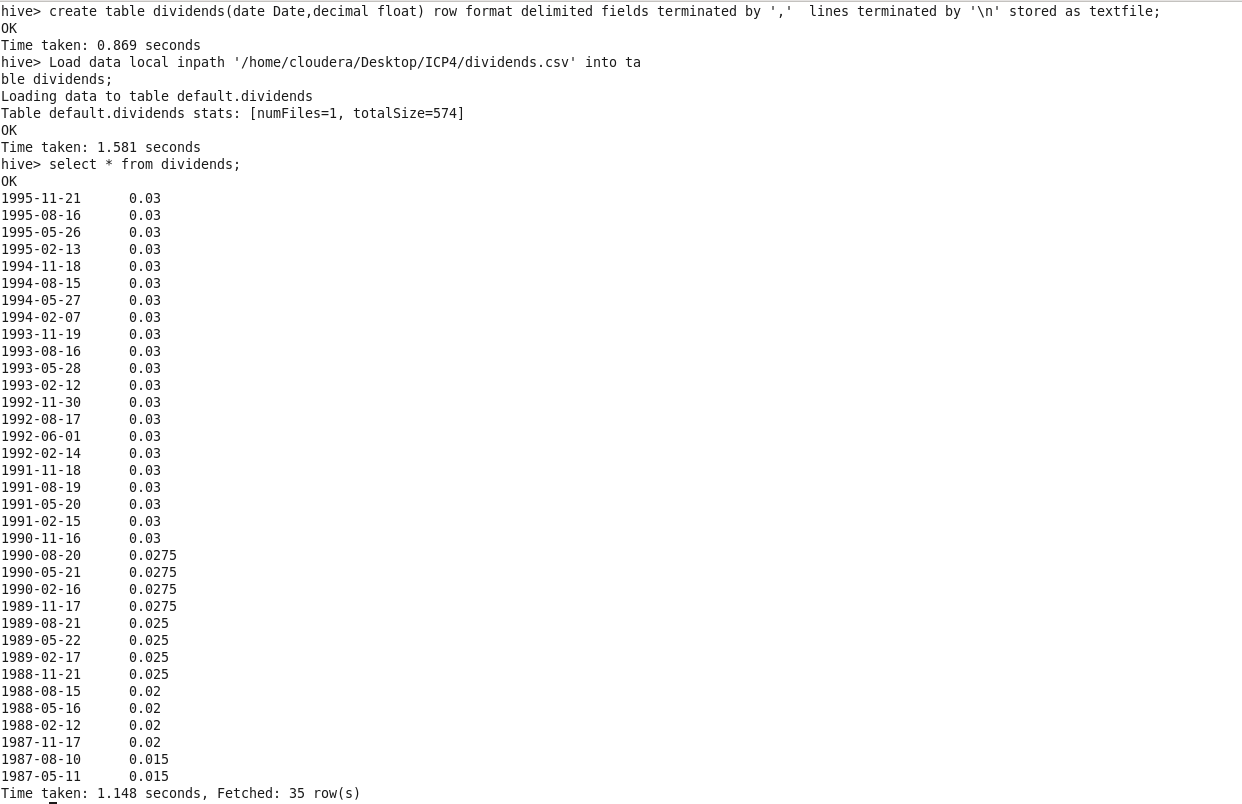 hive> create table dividends(date Date,decimal float) row format delimited fields terminated by ','  lines terminated by '\n' stored as textfile;
OK
Time taken: 0.869 seconds
hive> Load data local inpath '/home/cloudera/Desktop/ICP4/dividends.csv' into ta
ble dividends;
Loading data to table default.dividends
Table default.dividends stats: [numFiles=1, totalSize=574]
OK
Time taken: 1.581 seconds
hive> select * from dividends;
OK
1995-11-21      0.03
1995-08-16      0.03
1995-05-26      0.03
1995-02-13      0.03
1994-11-18      0.03
1994-08-15      0.03
1994-05-27      0.03
1994-02-07      0.03
1993-11-19      0.03
1993-08-16      0.03
1993-05-28      0.03
1993-02-12      0.03
1992-11-30      0.03
1992-08-17      0.03
1992-06-01      0.03
1992-02-14      0.03
1991-11-18      0.03
1991-08-19      0.03
1991-05-20      0.03
1991-02-15      0.03
1990-11-16      0.03
1990-08-20      0.0275
1990-05-21      0.0275
1990-02-16      0.0275
1989-11-17      0.0275
1989-08-21      0.025
1989-05-22      0.025
1989-02-17      0.025
1988-11-21      0.025
1988-08-15      0.02
1988-05-16      0.02
1988-02-12      0.02
1987-11-17      0.02
1987-08-10      0.015
1987-05-11      0.015
Time taken: 1.148 seconds, Fetched: 35 row(s)